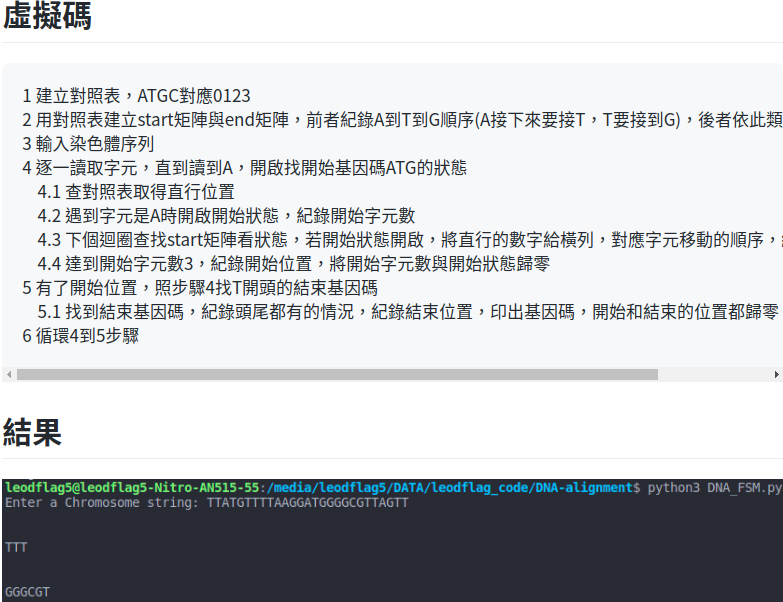 虛擬碼
1 建立對照表，ATGC對應0123
2 用對照表建立start矩陣與end矩陣，前者紀錄A到T到G順序(A接下來要接T，T要接到G)，後者依此類
3 輸入染色體序列
4 逐一讀取字元，直到讀到A，開啟找開始基因碼ATG的狀態
4.1 查對照表取得直行位置
4.2 遇到字元是A時開啟開始狀態，紀錄開始字元數
4.3 下個迴圈查找start矩陣看狀態，若開始狀態開啟，將直行的數字給橫列，對應字元移動的順序，
4.4 達到開始字元數3，紀錄開始位置，將開始字元數與開始狀態歸零
5 有了開始位置，照步驟4找T開頭的結束基因碼
5.1 找到結束基因碼，紀錄頭尾都有的情況，紀錄結束位置，印出基因碼，開始和結束的位置都歸零
6 循環4到5步驟
結果
leodflag5@leodflag5-Nitro-AN515-55:/media/leodflag5/DATA/leodflag_code/DNA-alignment$ python3 DNA_FSM.py
Enter a Chromosome string: TTATGTTTTAAGGATGGGGCGTTAGTT
TTT
GGGCGT